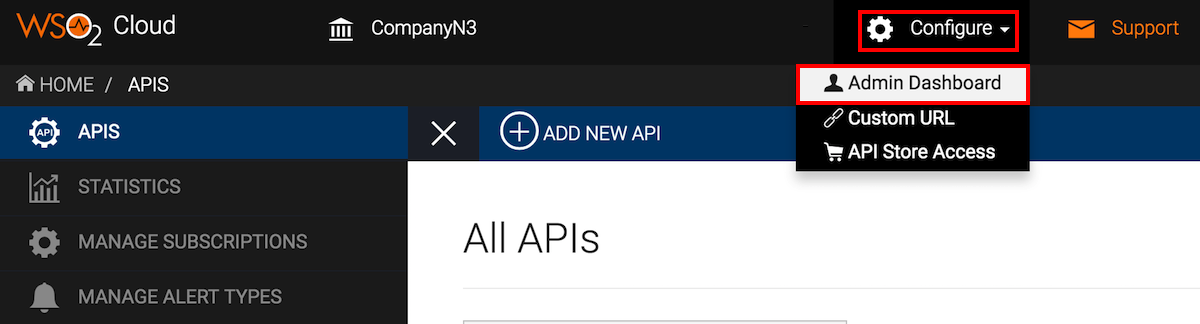 WSO2 Cloud
CompanyN3
Configure
Support
HOME / APIS
Admin Dashboard
Custom URL
API Store Access
API
APIS
ADD NEW API
STATISTICS
MANAGE SUBSCRIPTIONS
MANAGE ALERT TYPES
All APIs